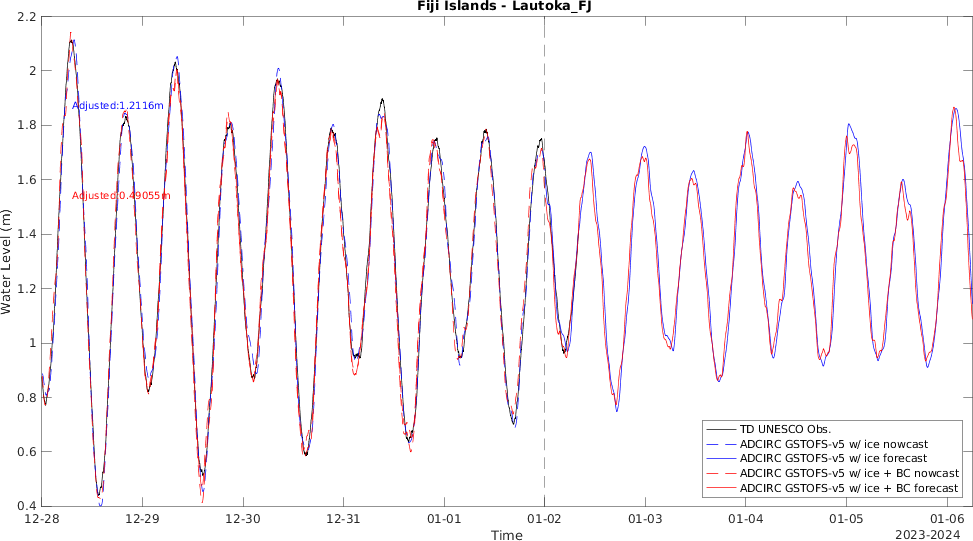 Fiji Islands - Lautoka_FJ
2.2
2
1.8
1.6
1.4
1.2
1
0.8
0.6
0.4
Water Level (m)
Adjusted:1.2116m
Adjusted:0.49055m
TD UNESCO Obs.
ADCIRC GSTOFS-v5 w/ ice nowcast
ADCIRC GSTOFS-v5 w/ ice forecast
ADCIRC GSTOFS-v5 w/ ice + BC nowcast
ADCIRC GSTOFS-v5 w/ ice + BC forecast
12-28 12-29 12-30 12-31 01-01 01-02 01-03 01-04 01-05 01-06
Time
2023-2024